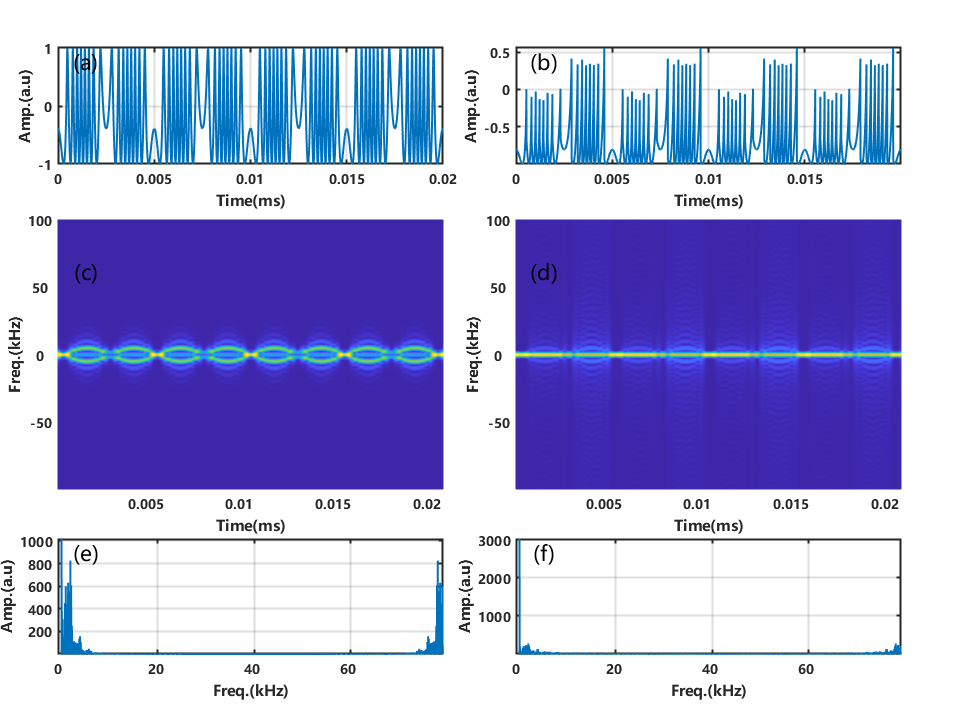 (a)
Amp.(a.u)
1
0
-1
0 0.005 0.01 0.015 0.02
Time(ms)
(b)
Amp.(a.u)
0.5
0
-0.5
0 0.005 0.01 0.015
Time(ms)
(c)
Freq.(kHz)
100
50
0
-50
0.005 0.01 0.015 0.02
Time(ms)
(d)
Freq.(kHz)
100
50
0
-50
0.005 0.01 0.015 0.02
Time(ms)
(e)
Amp.(a.u)
1000
800
600
400
200
0 20 40 60
Freq.(kHz)
(f)
Amp.(a.u)
3000
2000
1000
0 20 40 60
Freq.(kHz)